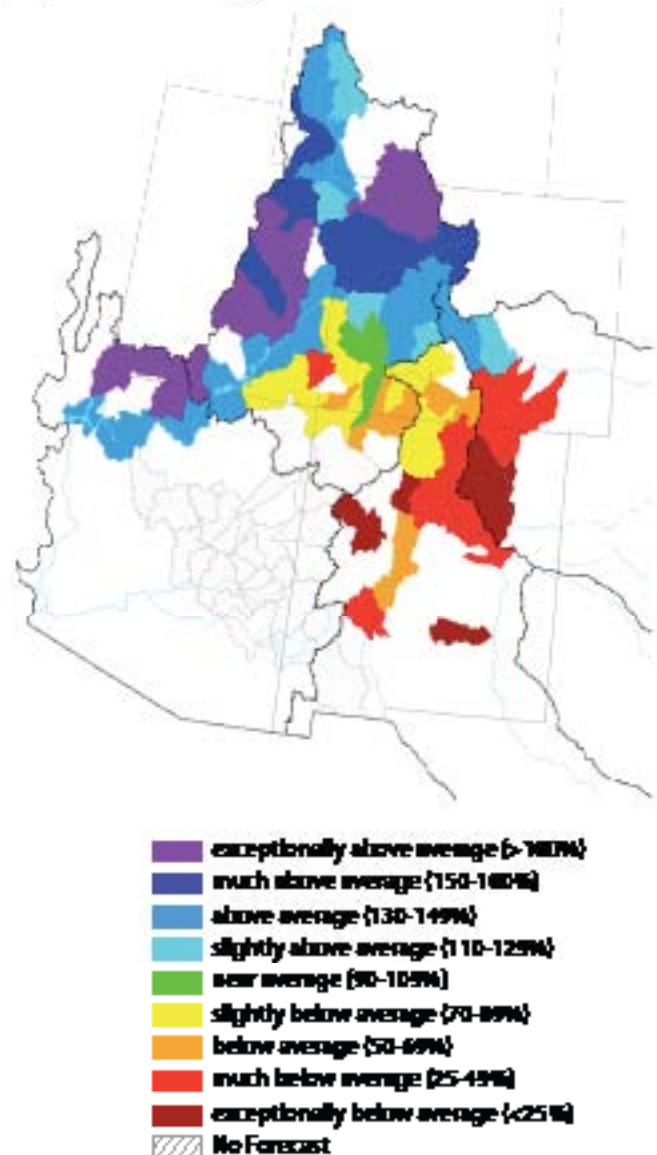 exceptionally above average (>180%)
much above average (150-180%)
above average (130-149%)
slightly above average (110-129%)
near average (90-109%)
slightly below average (70-89%)
below average (50-69%)
much below average (25-49%)
exceptionally below average (<25%)
No Forecast